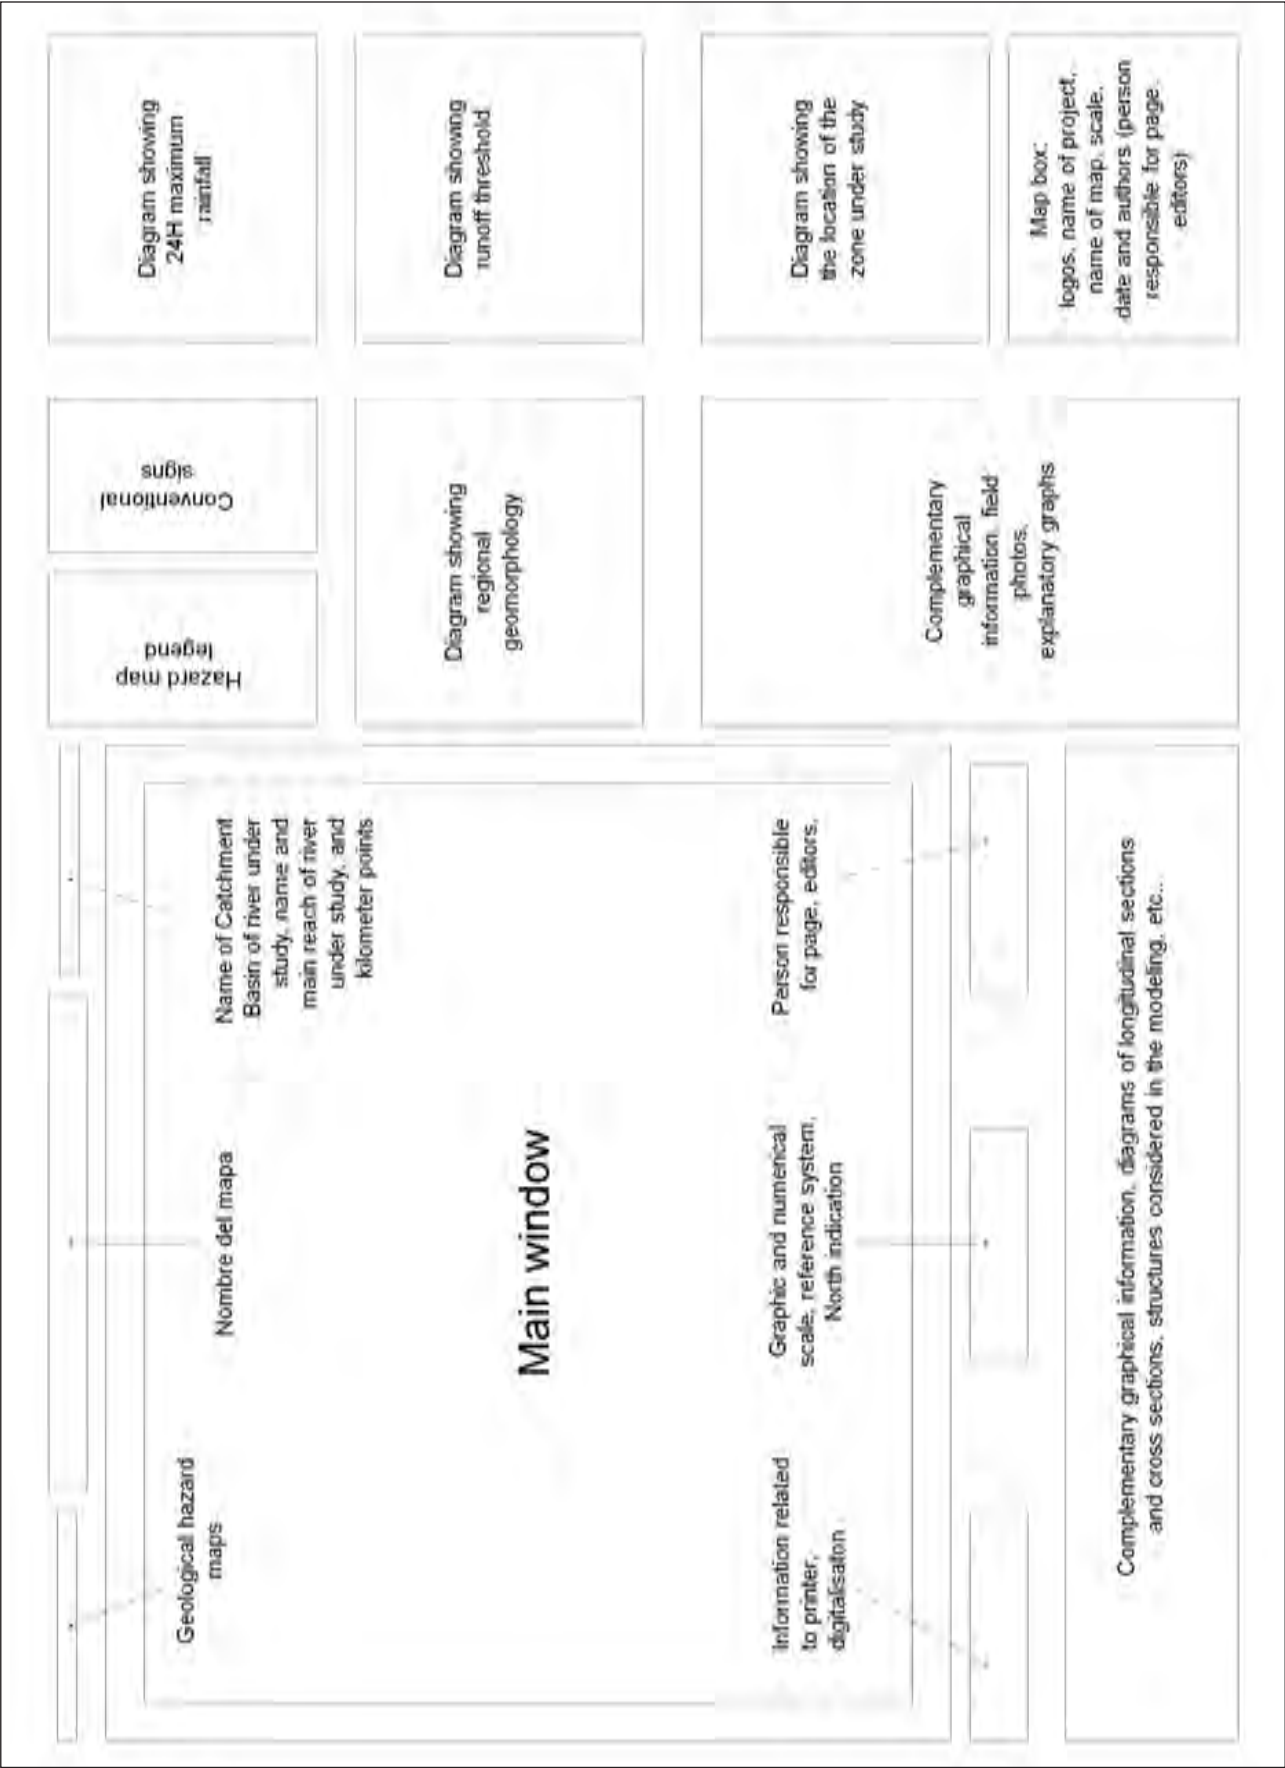 Geological hazard
maps
Nombre del mapa
Name of Catchment
Basin of river under
study, name and
main reach of river
under study, and
kilometer points
Main window
Information related
to printer,
digitalisaton
Graphic and numerical
scale, reference system,
North indication
Person responsible
for page, editors,
Complementary graphical information, diagrams of longitudinal sections
and cross sections, structures considered in the modeling, etc...
Hazard map
legend
Conventional
signs
Diagram showing
24H maximum
rainfall
Diagram showing
regional
geomorphology
Diagram showing
runoff threshold
Complementary
graphical
information, field
photos,
explanatory graphs
Diagram showing
the location of the
zone under study
Map box:
logos, name of project,
name of map, scale,
date and authors (person
responsible for page,
editors)